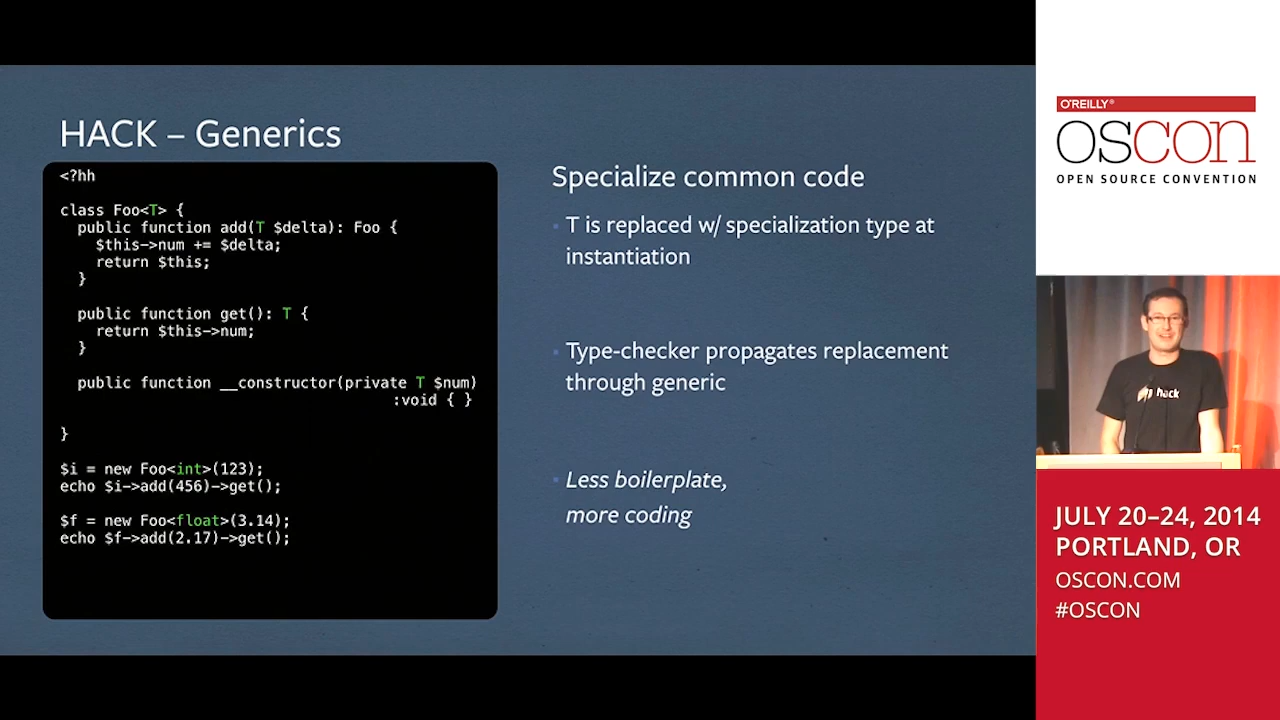 HACK – Generics
<?hh
class Foo<T> {
  public function add(T $delta): Foo {
    $this->num += $delta;
    return $this;
  }
  public function get(): T {
    return $this->num;
  }
  public function __constructor(private T $num)
                                     :void { }
}
$i = new Foo<int>(123);
echo $i->add(456)->get();
$f = new Foo<float>(3.14);
echo $f->add(2.17)->get();
Specialize common code
T is replaced w/ specialization type at
instantiation
Type-checker propagates replacement
through generic
Less boilerplate,
more coding
O'REILLY®
OSCON
OPEN SOURCE CONVENTION
hack
JULY 20–24, 2014
PORTLAND, OR
OSCON.COM
#OSCON